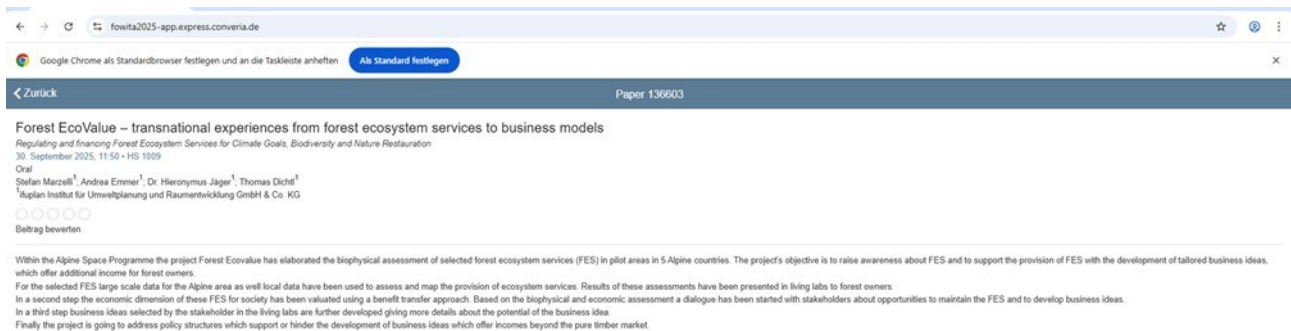 fowita2025-app.express.converia.de
Google Chrome als Standardbrowser festlegen und an die Taskleiste anheften Als Standard festlegen
Zurück Paper 136603
Forest EcoValue – transnational experiences from forest ecosystem services to business models
Regulating and financing Forest Ecosystem Services for Climate Goals, Biodiversity and Nature Restauration
30. September 2025, 11:50 • HS 1009
Oral
Stefan Marzelli1; Andrea Emmer1; Dr. Hieronymus Jäger1; Thomas Dichtl1
1ifuplan Institut für Umweltplanung und Raumentwicklung GmbH & Co. KG
Beitrag bewerten
Within the Alpine Space Programme the project Forest Ecovalue has elaborated the biophysical assessment of selected forest ecosystem services (FES) in pilot areas in 5 Alpine countries. The project's objective is to raise awareness about FES and to support the provision of FES with the development of tailored business ideas,
which offer additional income for forest owners.
For the selected FES large scale data for the Alpine area as well local data have been used to assess and map the provision of ecosystem services. Results of these assessments have been presented in living labs to forest owners.
In a second step the economic dimension of these FES for society has been valuated using a benefit transfer approach. Based on the biophysical and economic assessment a dialogue has been started with stakeholders about opportunities to maintain the FES and to develop business ideas.
In a third step business ideas selected by the stakeholder in the living labs are further developed giving more details about the potential of the business idea.
Finally the project is going to address policy structures which support or hinder the development of business ideas which offer incomes beyond the pure timber market.